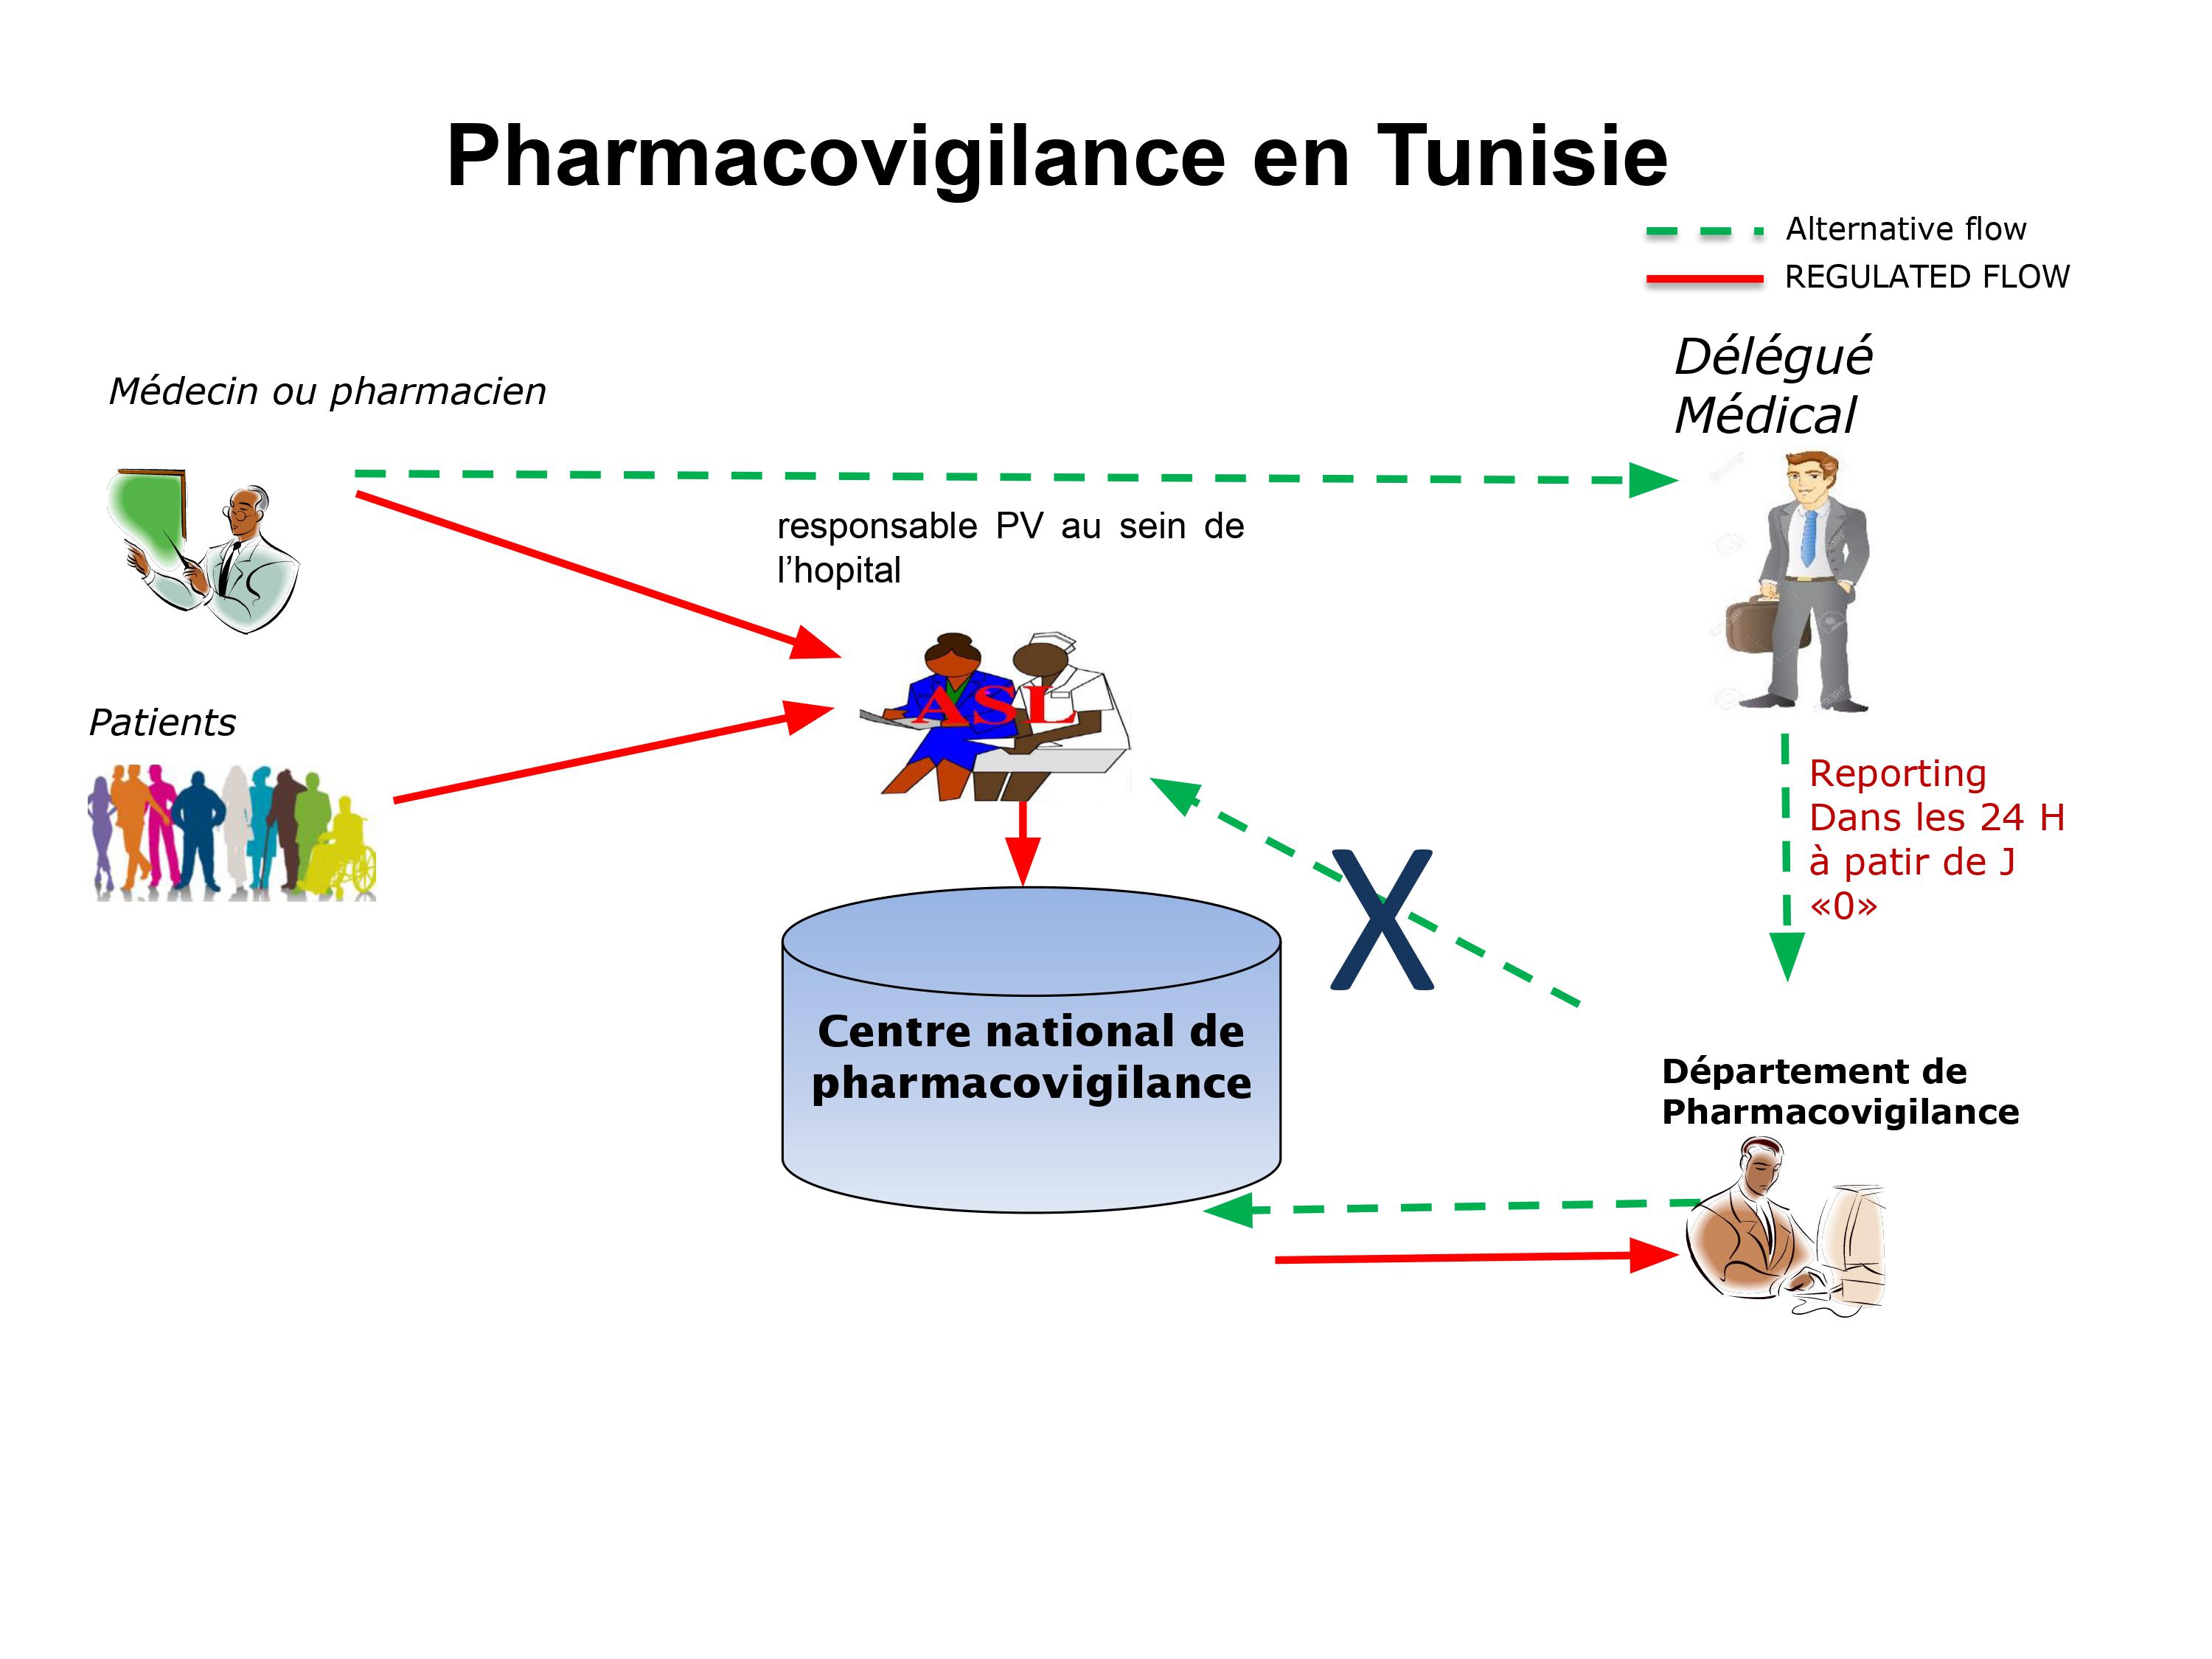 Pharmacovigilance en Tunisie
Alternative flow
REGULATED FLOW
Délégué
Médical
Médecin ou pharmacien
responsable PV au sein de
l’hopital
ASL
Patients
Reporting
Dans les 24 H
à patir de J
«0»
X
Centre national de
pharmacovigilance
Département de
Pharmacovigilance